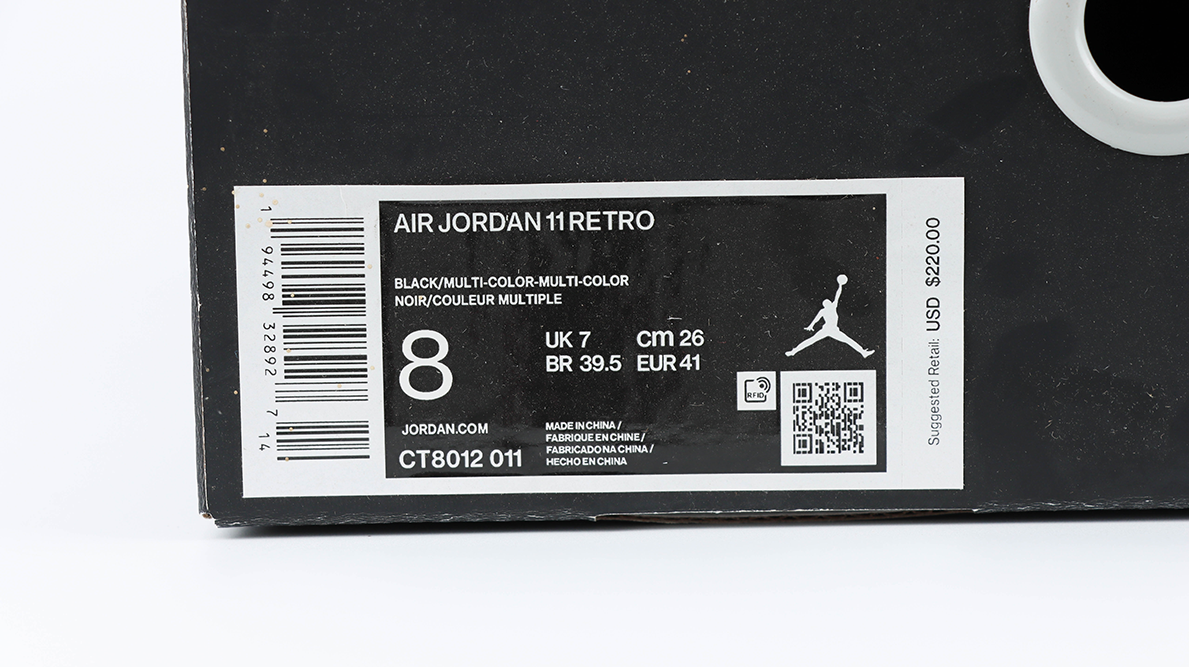 1 94498 32892 7 14
AIR JORDAN 11 RETRO
BLACK/MULTI-COLOR-MULTI-COLOR
NOIR/COULEUR MULTIPLE
8
UK 7 cm 26
BR 39.5 EUR 41
RFID
JORDAN.COM
CT8012 011
MADE IN CHINA /
FABRIQUE EN CHINE /
FABRICADO NA CHINA /
HECHO EN CHINA
Suggested Retail: USD $220.00